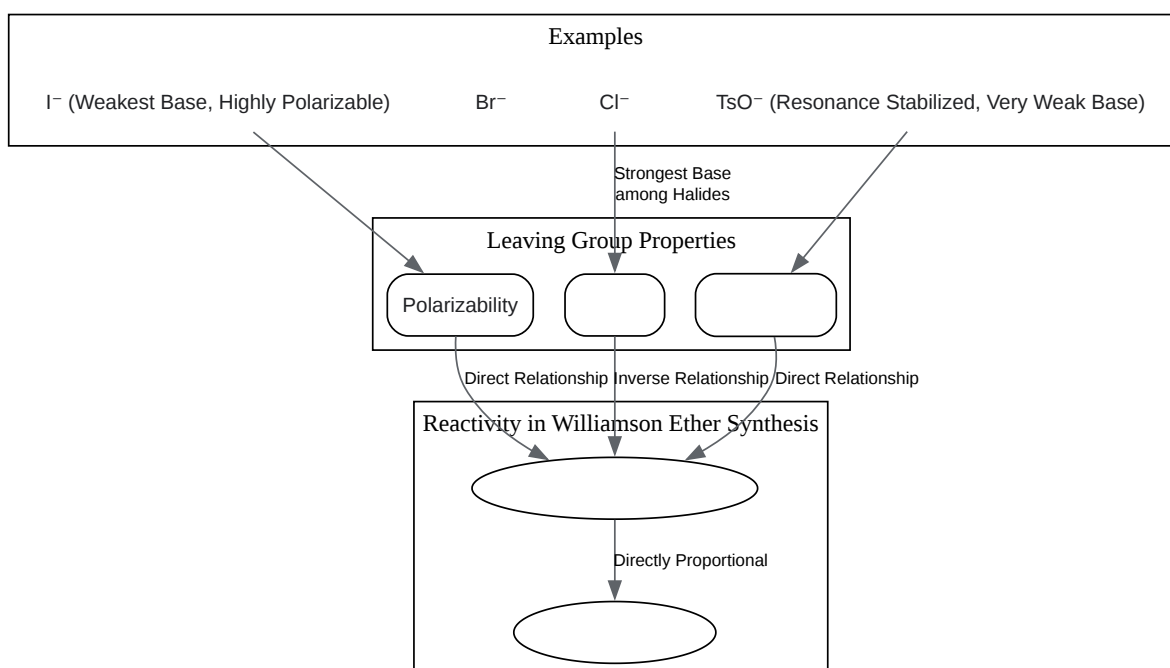 Examples
I⁻ (Weakest Base, Highly Polarizable)
Br⁻
Cl⁻
TsO⁻ (Resonance Stabilized, Very Weak Base)
Strongest Base
among Halides
Leaving Group Properties
Polarizability
Direct Relationship
Inverse Relationship
Direct Relationship
Reactivity in Williamson Ether Synthesis
Directly Proportional